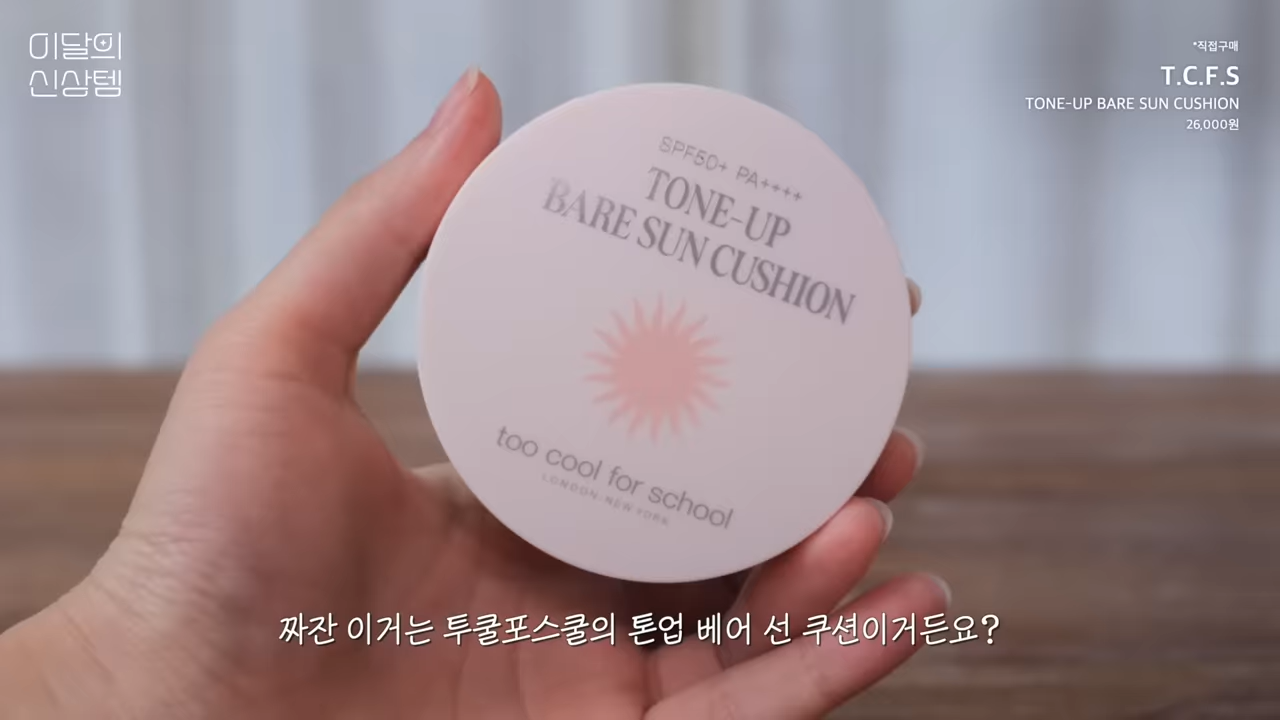 이달의
신상템
*직접구매
T.C.F.S
TONE-UP BARE SUN CUSHION
26,000원
SPF50+ PA++++
TONE-UP
BARE SUN CUSHION
too cool for school
LONDON·NEW YORK
짜잔 이거는 투쿨포스쿨의 톤업 베어 선 쿠션이거든요?